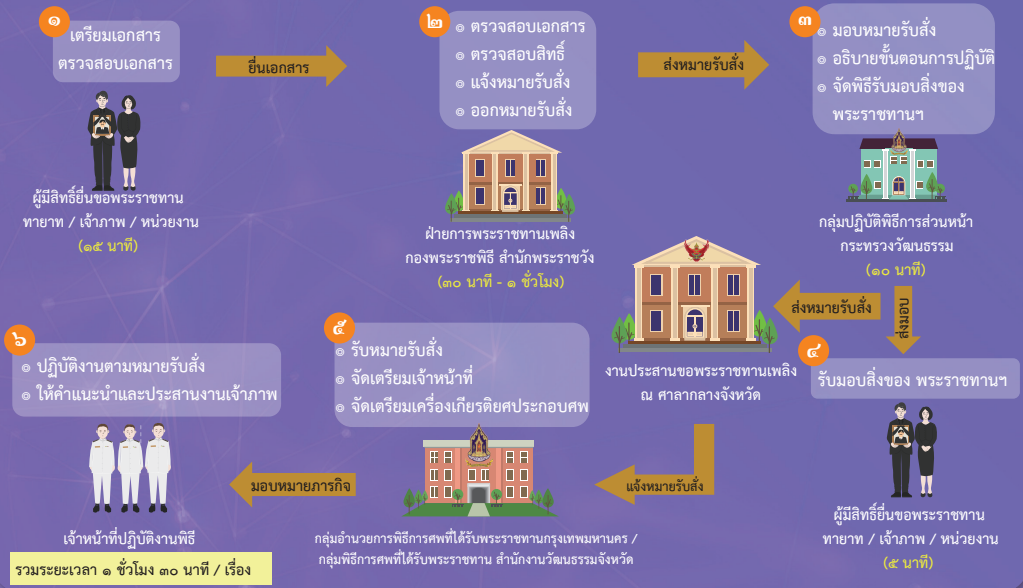 ๑
เตรียมเอกสาร
ตรวจสอบเอกสาร
ผู้มีสิทธิ์ยื่นขอพระราชทาน
ทายาท / เจ้าภาพ / หน่วยงาน
(๑๕ นาที)
ยื่นเอกสาร
๒
ตรวจสอบเอกสาร
ตรวจสอบสิทธิ์
แจ้งหมายรับสั่ง
ออกหมายรับสั่ง
ฝ่ายการพระราชทานเพลิง
กองพระราชพิธี สำนักพระราชวัง
(๓๐ นาที - ๑ ชั่วโมง)
ส่งหมายรับสั่ง
๓
มอบหมายรับสั่ง
อธิบายขั้นตอนการปฏิบัติ
จัดพิธีรับมอบสิ่งของ
พระราชทานฯ
กลุ่มปฏิบัติพิธีการส่วนหน้า
กระทรวงวัฒนธรรม
(๑๐ นาที)
ส่งหมายรับสั่ง
ส่งมอบ
งานประสานขอพระราชทานเพลิง
ณ ศาลากลางจังหวัด
๔
รับมอบสิ่งของ พระราชทานฯ
ผู้มีสิทธิ์ยื่นขอพระราชทาน
ทายาท / เจ้าภาพ / หน่วยงาน
(๕ นาที)
แจ้งหมายรับสั่ง
๕
รับหมายรับสั่ง
จัดเตรียมเจ้าหน้าที่
จัดเตรียมเครื่องเกียรติยศประกอบศพ
กลุ่มอำนวยการพิธีการศพที่ได้รับพระราชทานกรุงเทพมหานคร /
กลุ่มพิธีการศพที่ได้รับพระราชทาน สำนักงานวัฒนธรรมจังหวัด
มอบหมายภารกิจ
๖
ปฏิบัติงานตามหมายรับสั่ง
ให้คำแนะนำและประสานงานเจ้าภาพ
เจ้าหน้าที่ปฏิบัติงานพิธี
รวมระยะเวลา ๑ ชั่วโมง ๓๐ นาที / เรื่อง